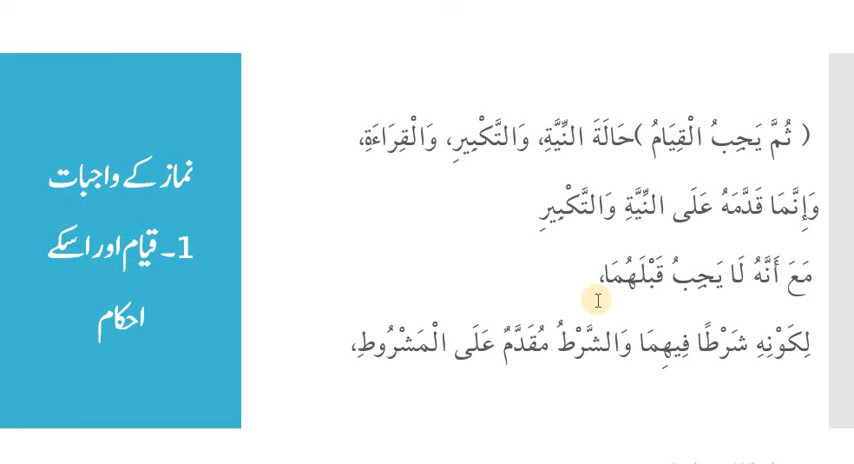 نماز کے واجبات
1۔ قیام اور اسکے
احکام
( ثُمَّ يَجِبُ الْقِيَامُ )حَالَةَ النِّيَّةِ، وَالتَّكْبِيرِ، وَالْقِرَاءَةِ،
وَإِنَّمَا قَدَّمَهُ عَلَى النِّيَّةِ وَالتَّكْبِيرِ
مَعَ أَنَّهُ لَا يَجِبُ قَبْلَهُمَا،
لِكَوْنِهِ شَرْطًا فِيهِمَا وَالشَّرْطُ مُقَدَّمٌ عَلَى الْمَشْرُوطِ،